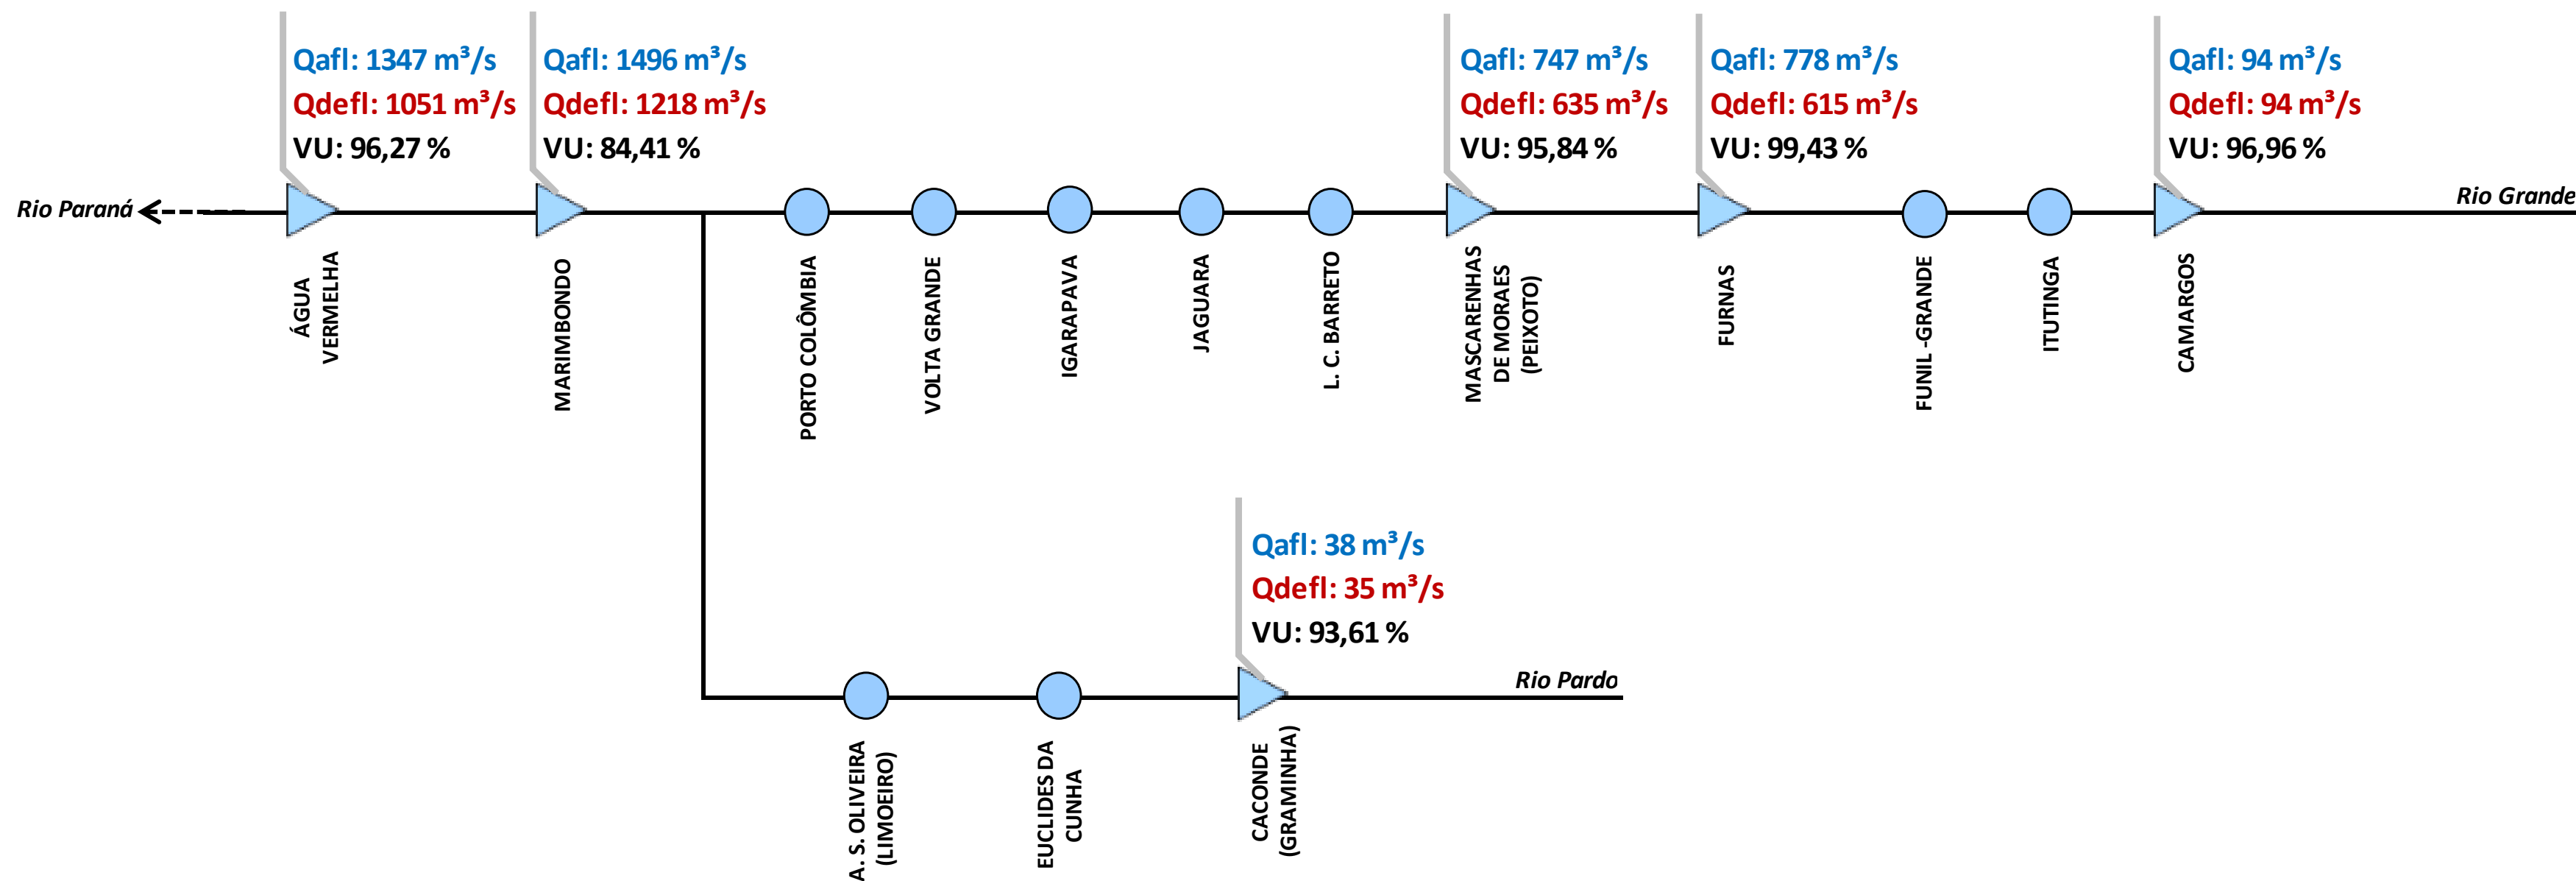 Qafl: 1347 m³/s
Qdefl: 1051 m³/s
VU: 96,27 %
Qafl: 1496 m³/s
Qdefl: 1218 m³/s
VU: 84,41 %
Qafl: 747 m³/s
Qdefl: 635 m³/s
VU: 95,84 %
Qafl: 778 m³/s
Qdefl: 615 m³/s
VU: 99,43 %
Qafl: 94 m³/s
Qdefl: 94 m³/s
VU: 96,96 %
Rio Paraná
Rio Grande
ÁGUA
VERMELHA
MARIMBONDO
PORTO COLÔMBIA
VOLTA GRANDE
IGARAPAVA
JAGUARA
L. C. BARRETO
MASCARENHAS
DE MORAES
(PEIXOTO)
FURNAS
FUNIL -GRANDE
ITUTINGA
CAMARGOS
Qafl: 38 m³/s
Qdefl: 35 m³/s
VU: 93,61 %
Rio Pardo
A. S. OLIVEIRA
(LIMOEIRO)
EUCLIDES DA
CUNHA
CACONDE
(GRAMINHA)